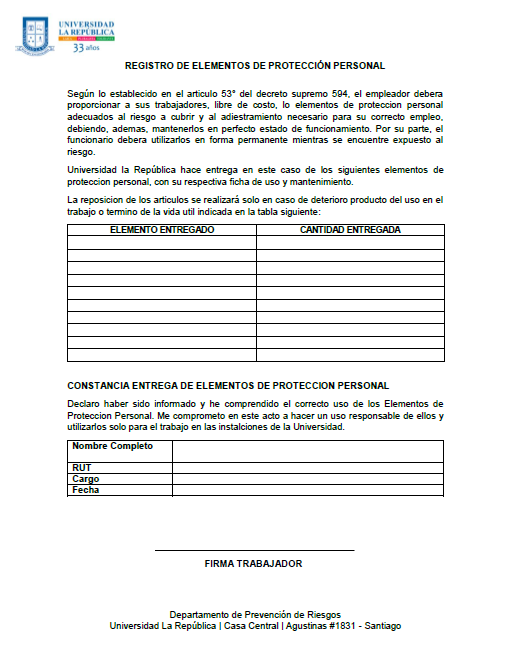 UNIVERSIDAD
LA REPÚBLICA
33 años
REGISTRO DE ELEMENTOS DE PROTECCIÓN PERSONAL
Según lo establecido en el articulo 53° del decreto supremo 594, el empleador debera
proporcionar a sus trabajadores, libre de costo, lo elementos de proteccion personal
adecuados al riesgo a cubrir y al adiestramiento necesario para su correcto empleo,
debiendo, ademas, mantenerlos en perfecto estado de funcionamiento. Por su parte, el
funcionario debera utilizarlos en forma permanente mientras se encuentre expuesto al
riesgo.
Universidad la República hace entrega en este caso de los siguientes elementos de
proteccion personal, con su respectiva ficha de uso y mantenimiento.
La reposicion de los articulos se realizará solo en caso de deterioro producto del uso en el
trabajo o termino de la vida util indicada en la tabla siguiente:
ELEMENTO ENTREGADO CANTIDAD ENTREGADA
CONSTANCIA ENTREGA DE ELEMENTOS DE PROTECCION PERSONAL
Declaro haber sido informado y he comprendido el correcto uso de los Elementos de
Proteccion Personal. Me comprometo en este acto a hacer un uso responsable de ellos y
utilizarlos solo para el trabajo en las instalciones de la Universidad.
Nombre Completo
RUT
Cargo
Fecha
FIRMA TRABAJADOR
Departamento de Prevención de Riesgos
Universidad La República | Casa Central | Agustinas #1831 - Santiago